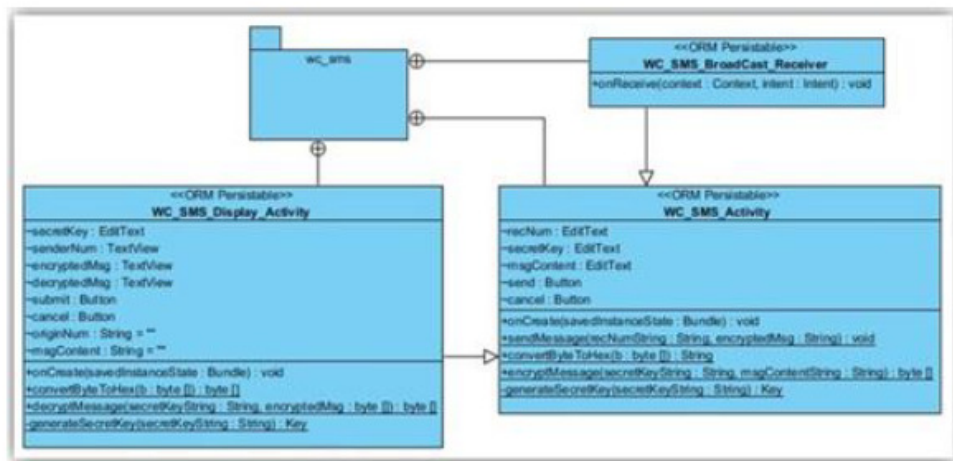 wc_sms
<<ORM Persistable>>
WC_SMS_BroadCast_Receiver
+onReceive(context : Context, intent : Intent) : void
<<ORM Persistable>>
WC_SMS_Display_Activity
~secretKey : EditText
~senderNum : TextView
~encryptedMsg : TextView
~decryptedMsg : TextView
~submit : Button
~cancel : Button
~originNum : String = ""
~msgContent : String = ""
+onCreate(savedInstanceState : Bundle) : void
+convertByteToHex(b : byte []) : byte []
+decryptMessage(secretKeyString : String, encryptedMsg : byte []) : byte []
-generateSecretKey(secretKeyString : String) : Key
<<ORM Persistable>>
WC_SMS_Activity
~recNum : EditText
~secretKey : EditText
~msgContent : EditText
~send : Button
~cancel : Button
+onCreate(savedInstanceState : Bundle) : void
+sendMessage(recNumString : String, encryptedMsg : String) : void
+convertByteToHex(b : byte []) : String
+encryptMessage(secretKeyString : String, msgContentString : String) : byte []
-generateSecretKey(secretKeyString : String) : Key